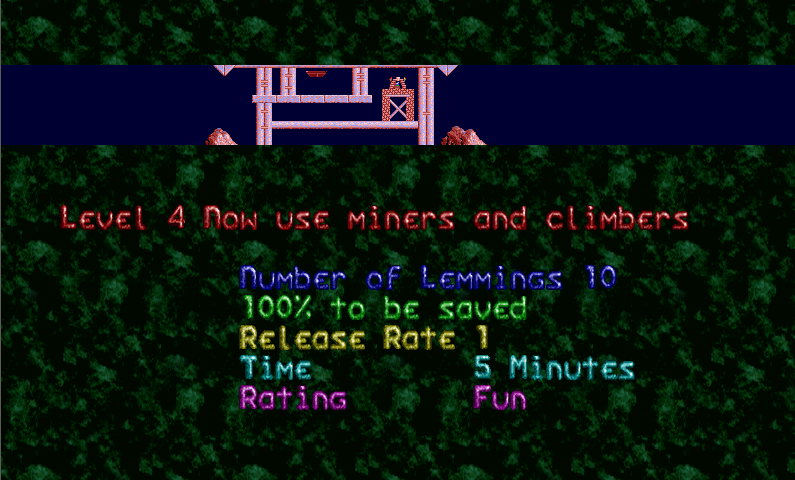 Level 4 Now use miners and climbers
Number of Lemmings 10
100% to be saved
Release Rate 1
Time 5 Minutes
Rating Fun